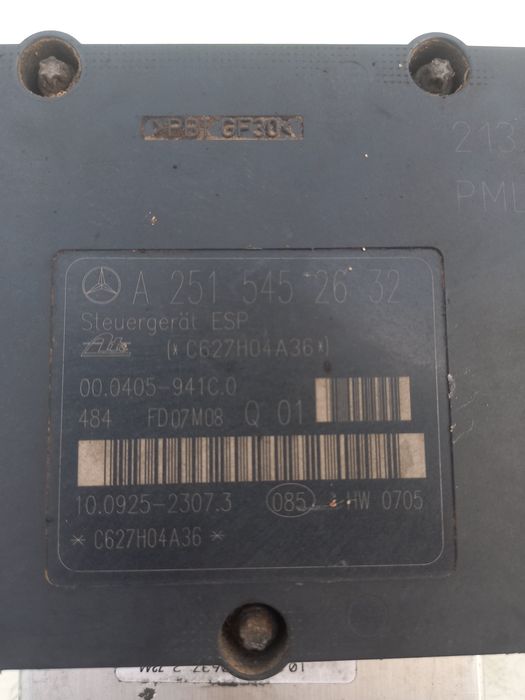 >PBT GF30<
213
PML
A 251 545 26 32
Steuergerät ESP
Ate (*C627H04A36*)
00.0405-941C.0
484 FD07M08 Q 01
10.0925-2307.3 085 HW 0705
*C627H04A36*